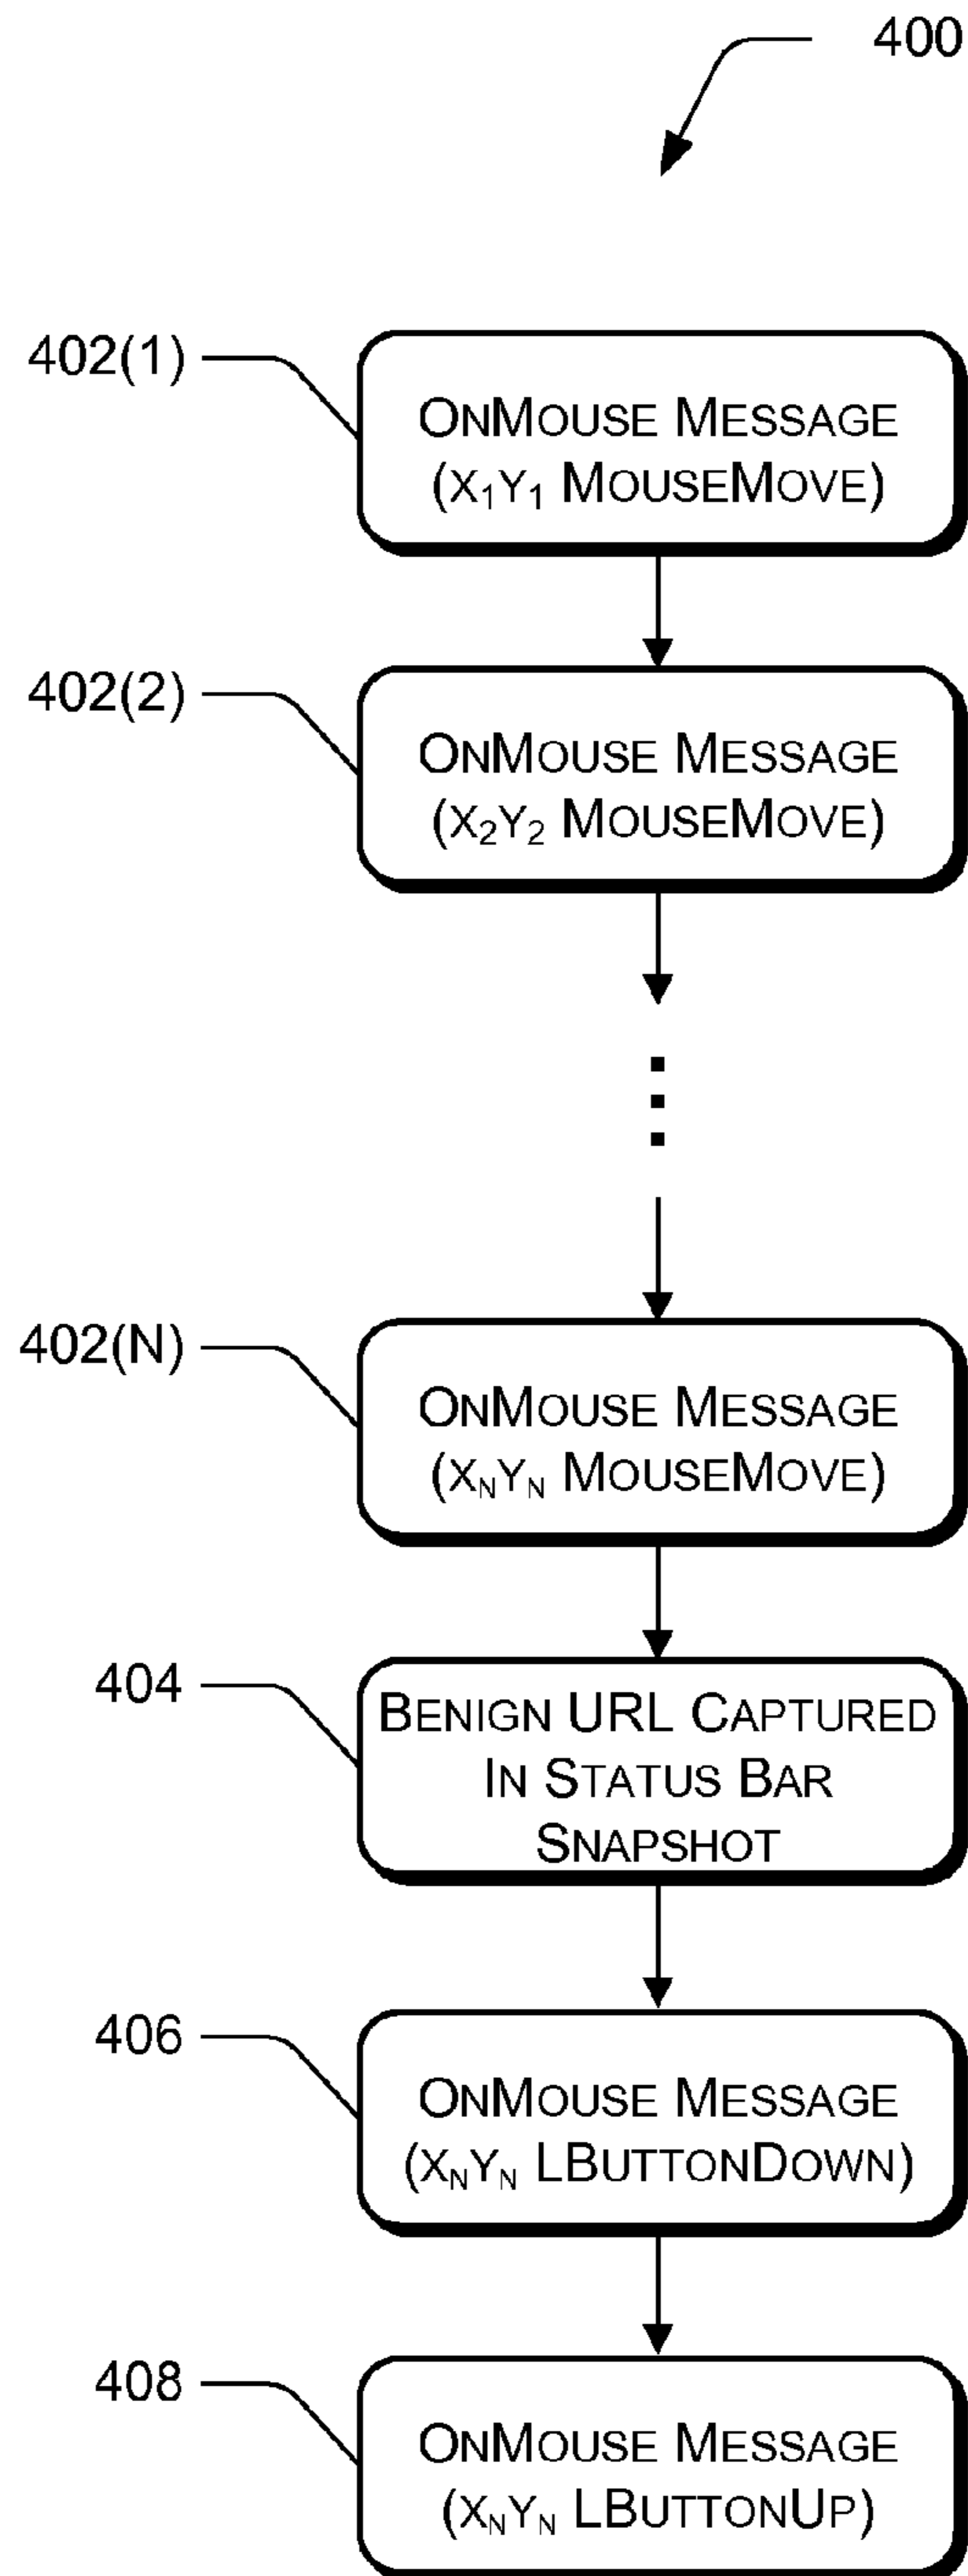 400
402(1)
OnMouse Message
(x₁y₁ MouseMove)
402(2)
OnMouse Message
(x₂y₂ MouseMove)
402(N)
OnMouse Message
(xₙyₙ MouseMove)
404
Benign URL Captured
In Status Bar
Snapshot
406
OnMouse Message
(xₙyₙ LButtonDown)
408
OnMouse Message
(xₙyₙ LButtonUp)